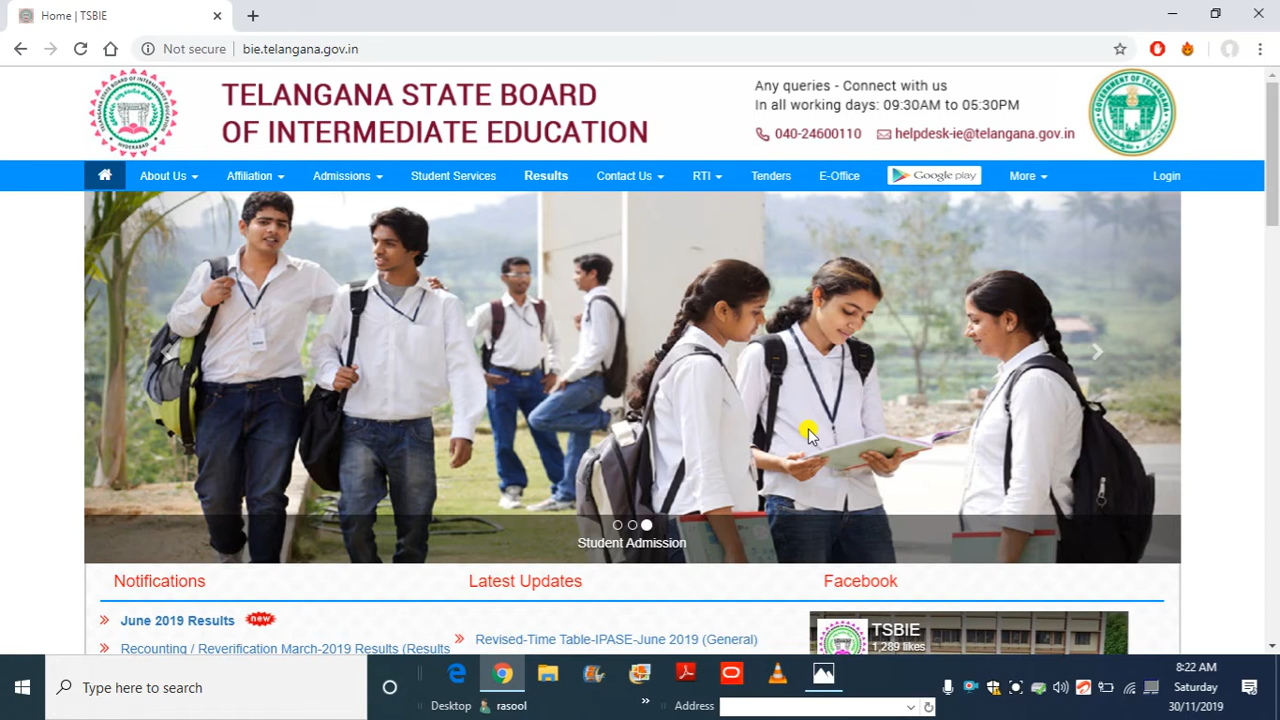 Home | TSBIE
Not secure
bie.telangana.gov.in
TELANGANA STATE BOARD
OF INTERMEDIATE EDUCATION
Any queries - Connect with us
In all working days: 09:30AM to 05:30PM
040-24600110 helpdesk-ie@telangana.gov.in
About Us Affiliation Admissions Student Services Results Contact Us RTI Tenders E-Office Google play More Login
Student Admission
Notifications Latest Updates Facebook
June 2019 Results new
Recounting / Reverification March-2019 Results (Results
Revised-Time Table-IPASE-June 2019 (General)
TSBIE
1,289 likes
Type here to search
Desktop rasool Address
8:22 AM
Saturday
30/11/2019